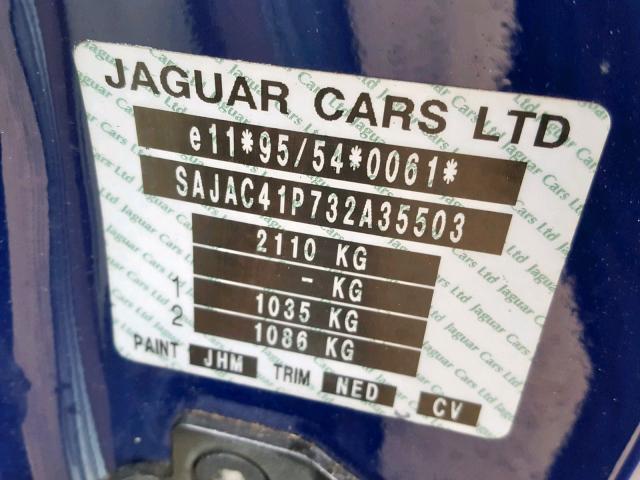 JAGUAR CARS LTD
e11*95/54*0061*
SAJAC41P732A35503
2110 KG
1 - KG
2 1035 KG
1086 KG
PAINT JHM TRIM NED CV